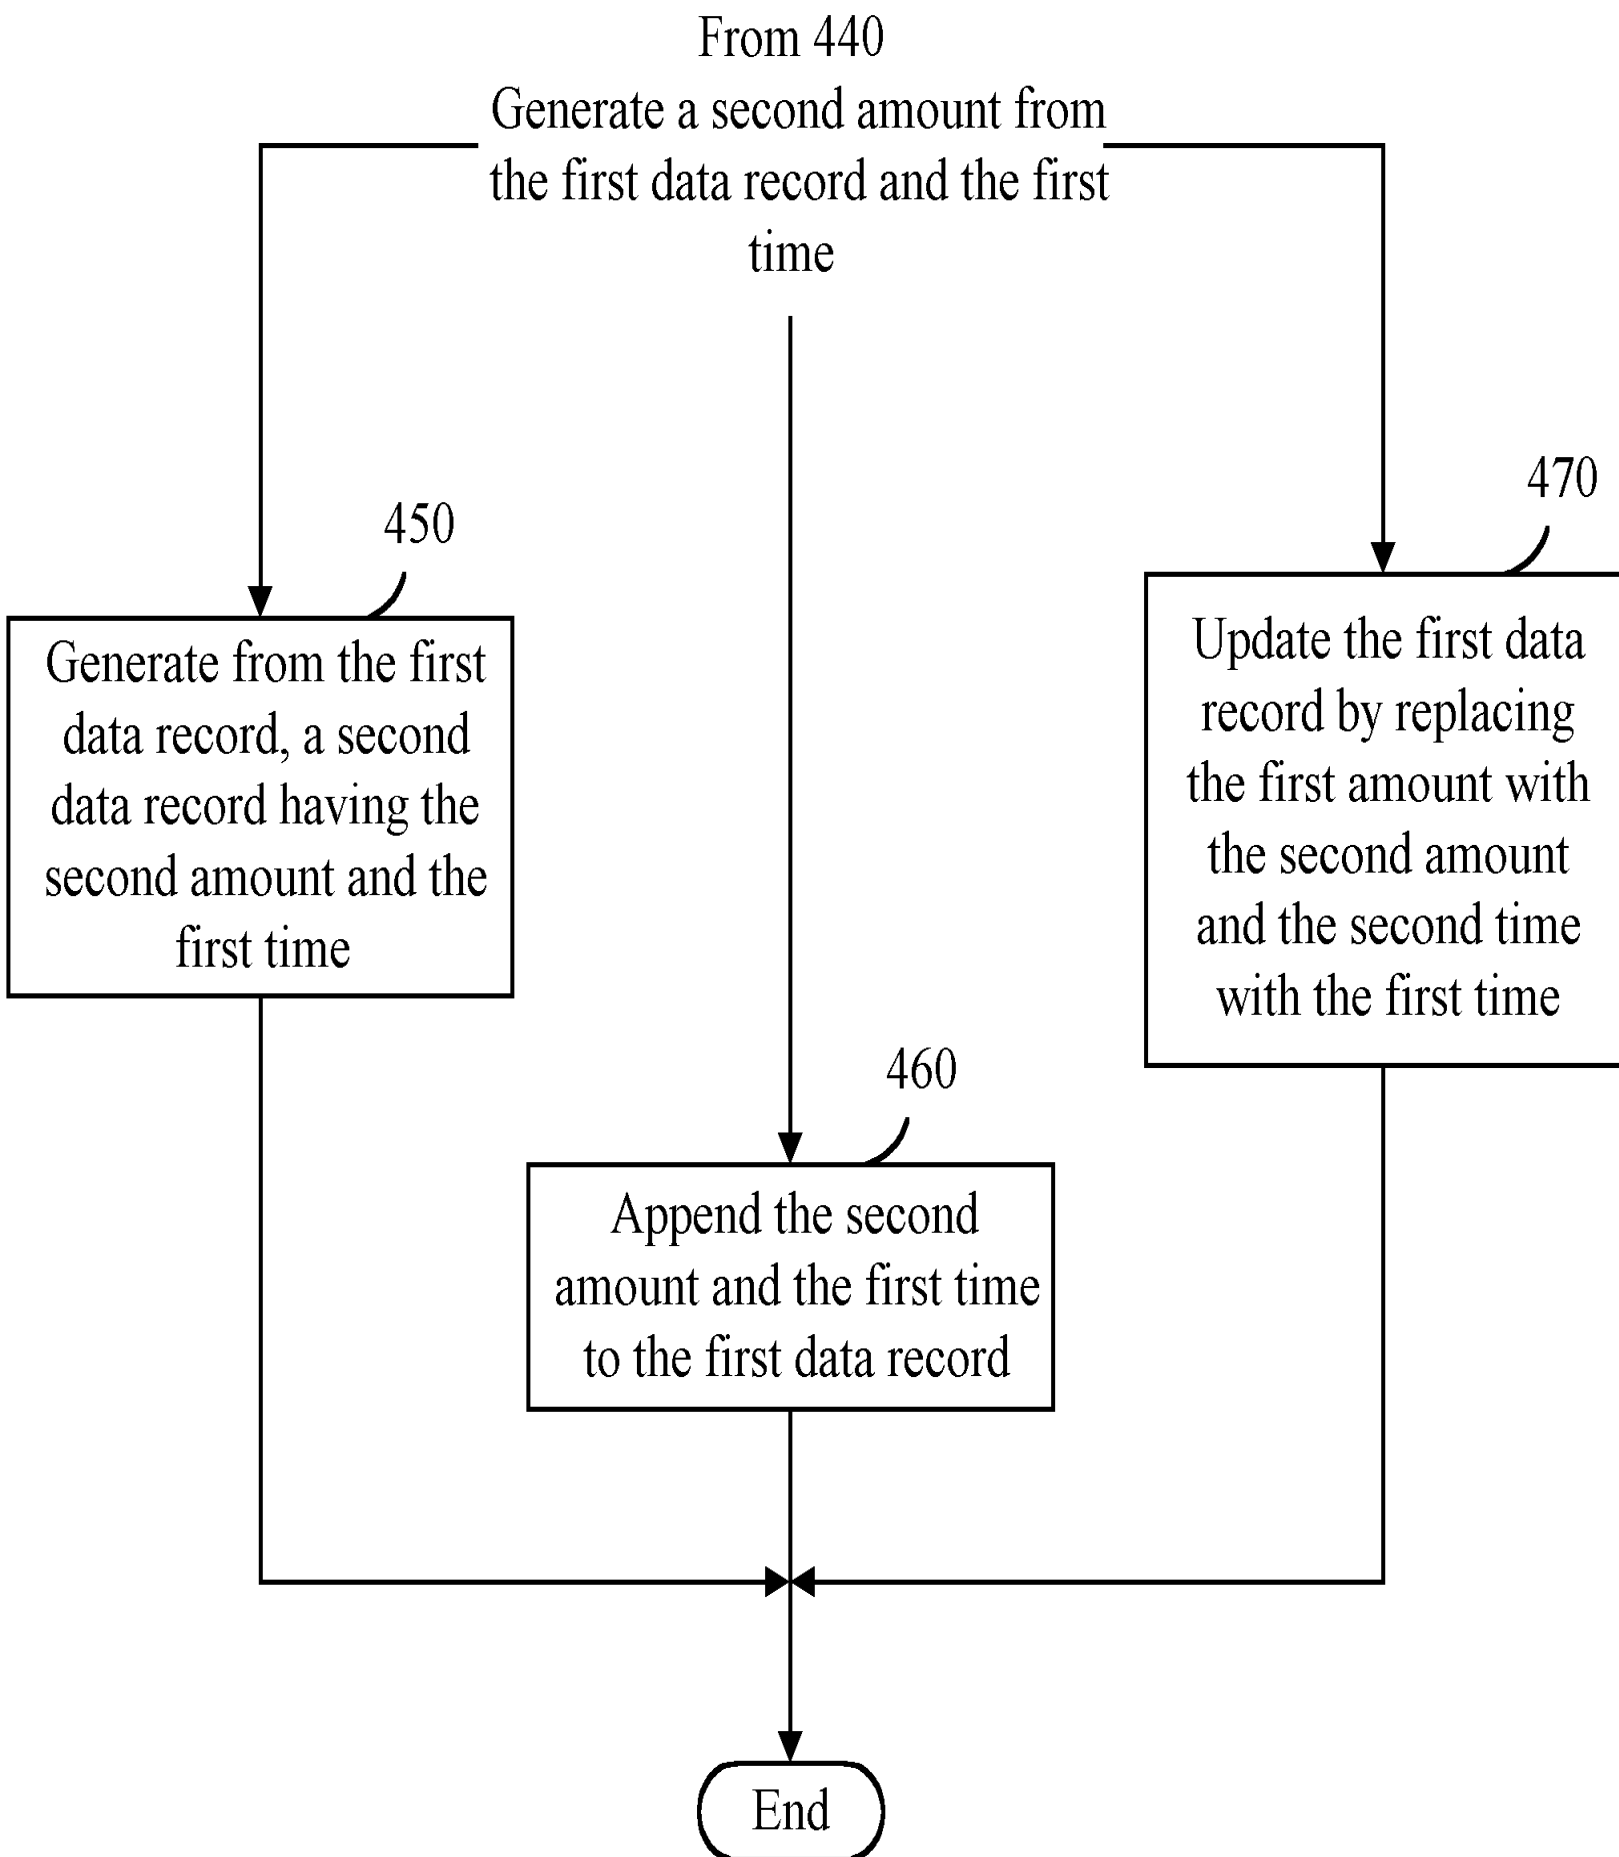 From 440
Generate a second amount from
the first data record and the first
time
450
Generate from the first
data record, a second
data record having the
second amount and the
first time
460
Append the second
amount and the first time
to the first data record
470
Update the first data
record by replacing
the first amount with
the second amount
and the second time
with the first time
End